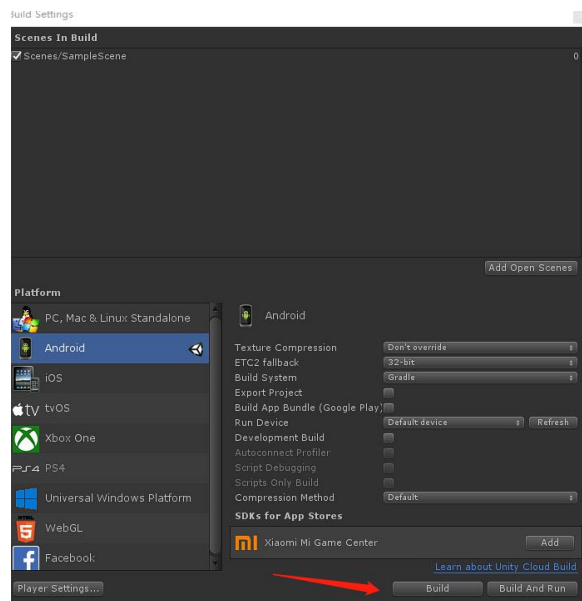 Build Settings
Scenes In Build
Scenes/SampleScene 0
Add Open Scenes
Platform
PC, Mac & Linux Standalone
Android
iOS
tv tvOS
Xbox One
PS4 PS4
Universal Windows Platform
5 WebGL
f Facebook
Android
Texture Compression Don't override
ETC2 fallback 32-bit
Build System Gradle
Export Project
Build App Bundle (Google Play)
Run Device Default device Refresh
Development Build
Autoconnect Profiler
Script Debugging
Scripts Only Build
Compression Method Default
SDKs for App Stores
mi Xiaomi Mi Game Center Add
Learn about Unity Cloud Build
Player Settings... Build Build And Run